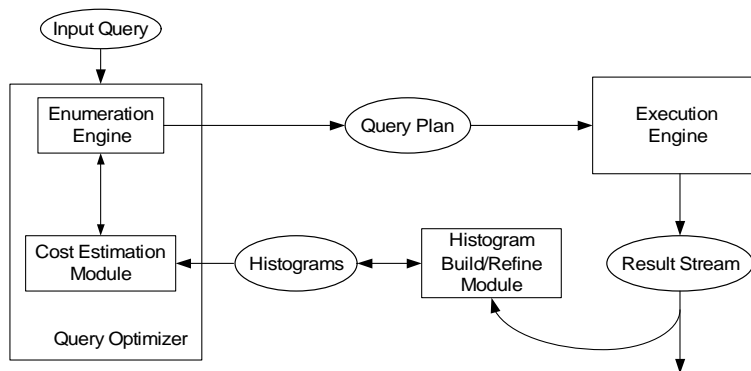 Input Query
Enumeration
Engine
Query Plan
Execution
Engine
Cost Estimation
Module
Histograms
Histogram
Build/Refine
Module
Result Stream
Query Optimizer